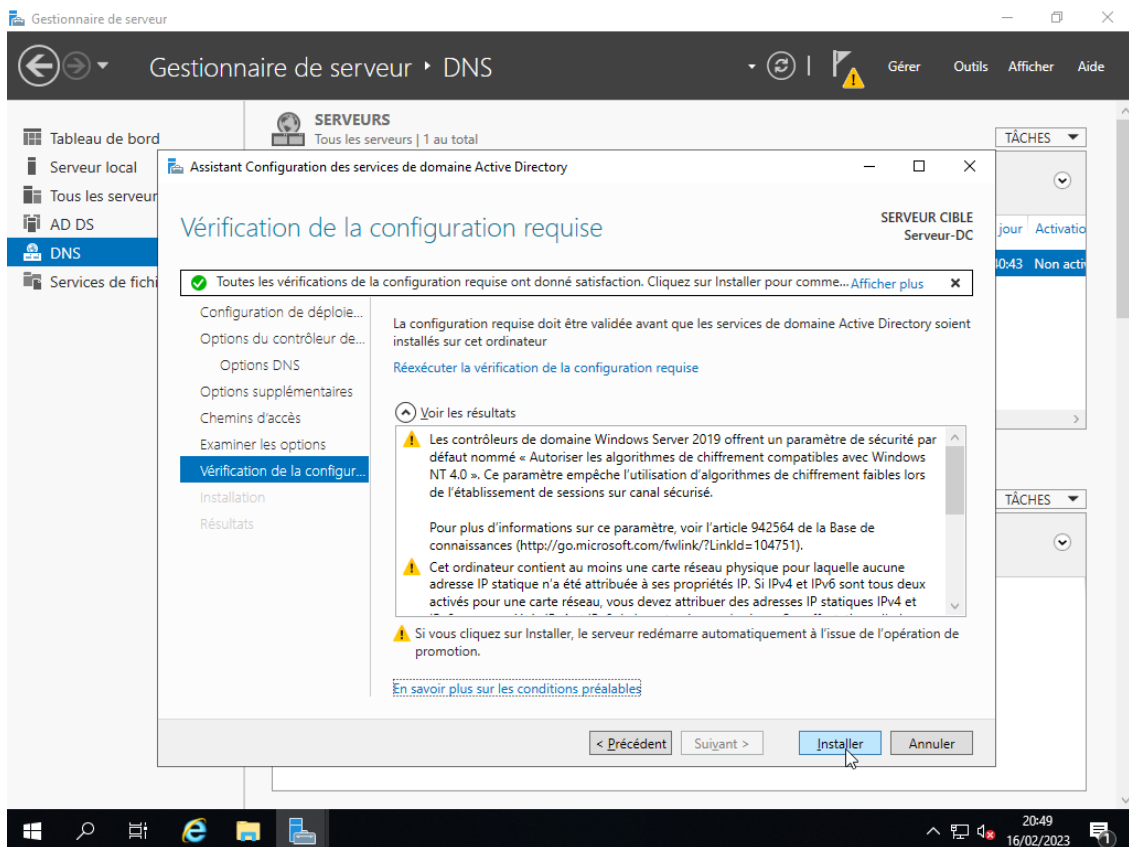 Gestionnaire de serveur
Gestionnaire de serveur ‣ DNS
Gérer
Outils
Afficher
Aide
Tableau de bord
Serveur local
Tous les serveur
AD DS
DNS
Services de fichi
SERVEURS
Tous les serveurs | 1 au total
TÂCHES
Assistant Configuration des services de domaine Active Directory
Vérification de la configuration requise
SERVEUR CIBLE
Serveur-DC
jour
Activatio
40:43
Non activ
Toutes les vérifications de la configuration requise ont donné satisfaction. Cliquez sur Installer pour comme...
Afficher plus
Configuration de déploie...
Options du contrôleur de...
Options DNS
Options supplémentaires
Chemins d'accès
Examiner les options
Vérification de la configur...
Installation
Résultats
La configuration requise doit être validée avant que les services de domaine Active Directory soient
installés sur cet ordinateur
Réexécuter la vérification de la configuration requise
Voir les résultats
Les contrôleurs de domaine Windows Server 2019 offrent un paramètre de sécurité par
défaut nommé « Autoriser les algorithmes de chiffrement compatibles avec Windows
NT 4.0 ». Ce paramètre empêche l'utilisation d'algorithmes de chiffrement faibles lors
de l'établissement de sessions sur canal sécurisé.
Pour plus d'informations sur ce paramètre, voir l'article 942564 de la Base de
connaissances (http://go.microsoft.com/fwlink/?LinkId=104751).
Cet ordinateur contient au moins une carte réseau physique pour laquelle aucune
adresse IP statique n'a été attribuée à ses propriétés IP. Si IPv4 et IPv6 sont tous deux
activés pour une carte réseau, vous devez attribuer des adresses IP statiques IPv4 et
Si vous cliquez sur Installer, le serveur redémarre automatiquement à l'issue de l'opération de
promotion.
En savoir plus sur les conditions préalables
TÂCHES
< Précédent
Suivant >
Installer
Annuler
20:49
16/02/2023
1